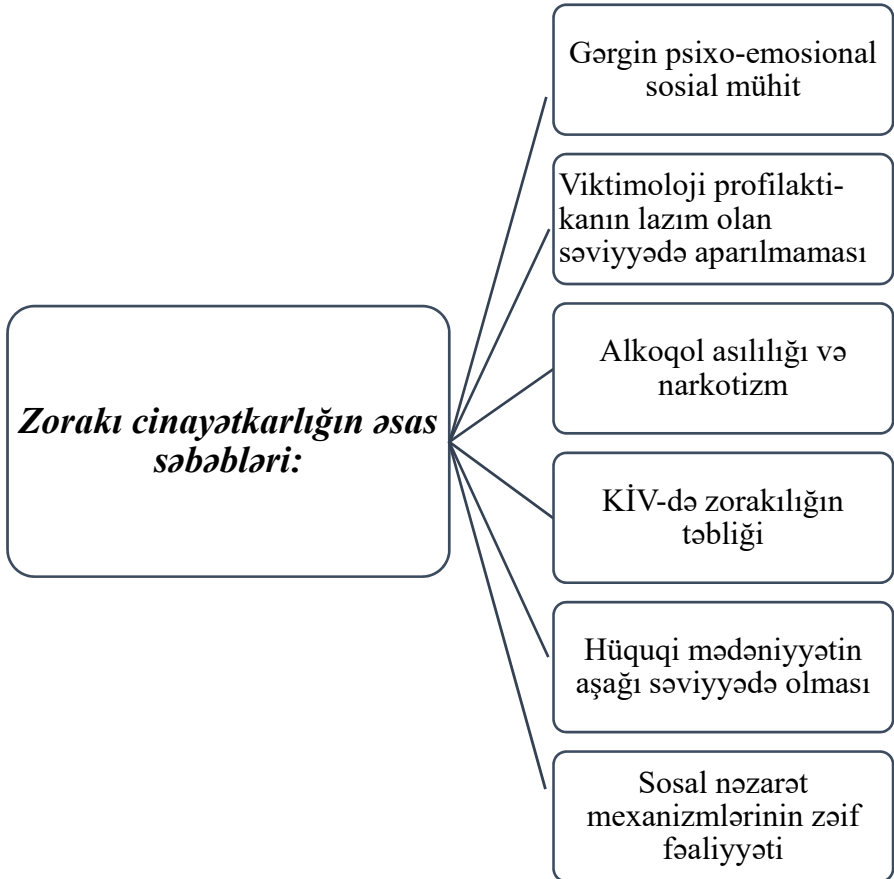 Gərgin psixo-emosional
sosial mühit
Viktimoloji profilakti-
kanın lazım olan
səviyyədə aparılmaması
Alkoqol asılılığı və
narkotizm
Zorakı cinayətkarlığın əsas
səbəbləri:
KİV-də zorakılığın
təbliği
Hüquqi mədəniyyətin
aşağı səviyyədə olması
Sosal nəzarət
mexanizmlərinin zəif
fəaliyyəti